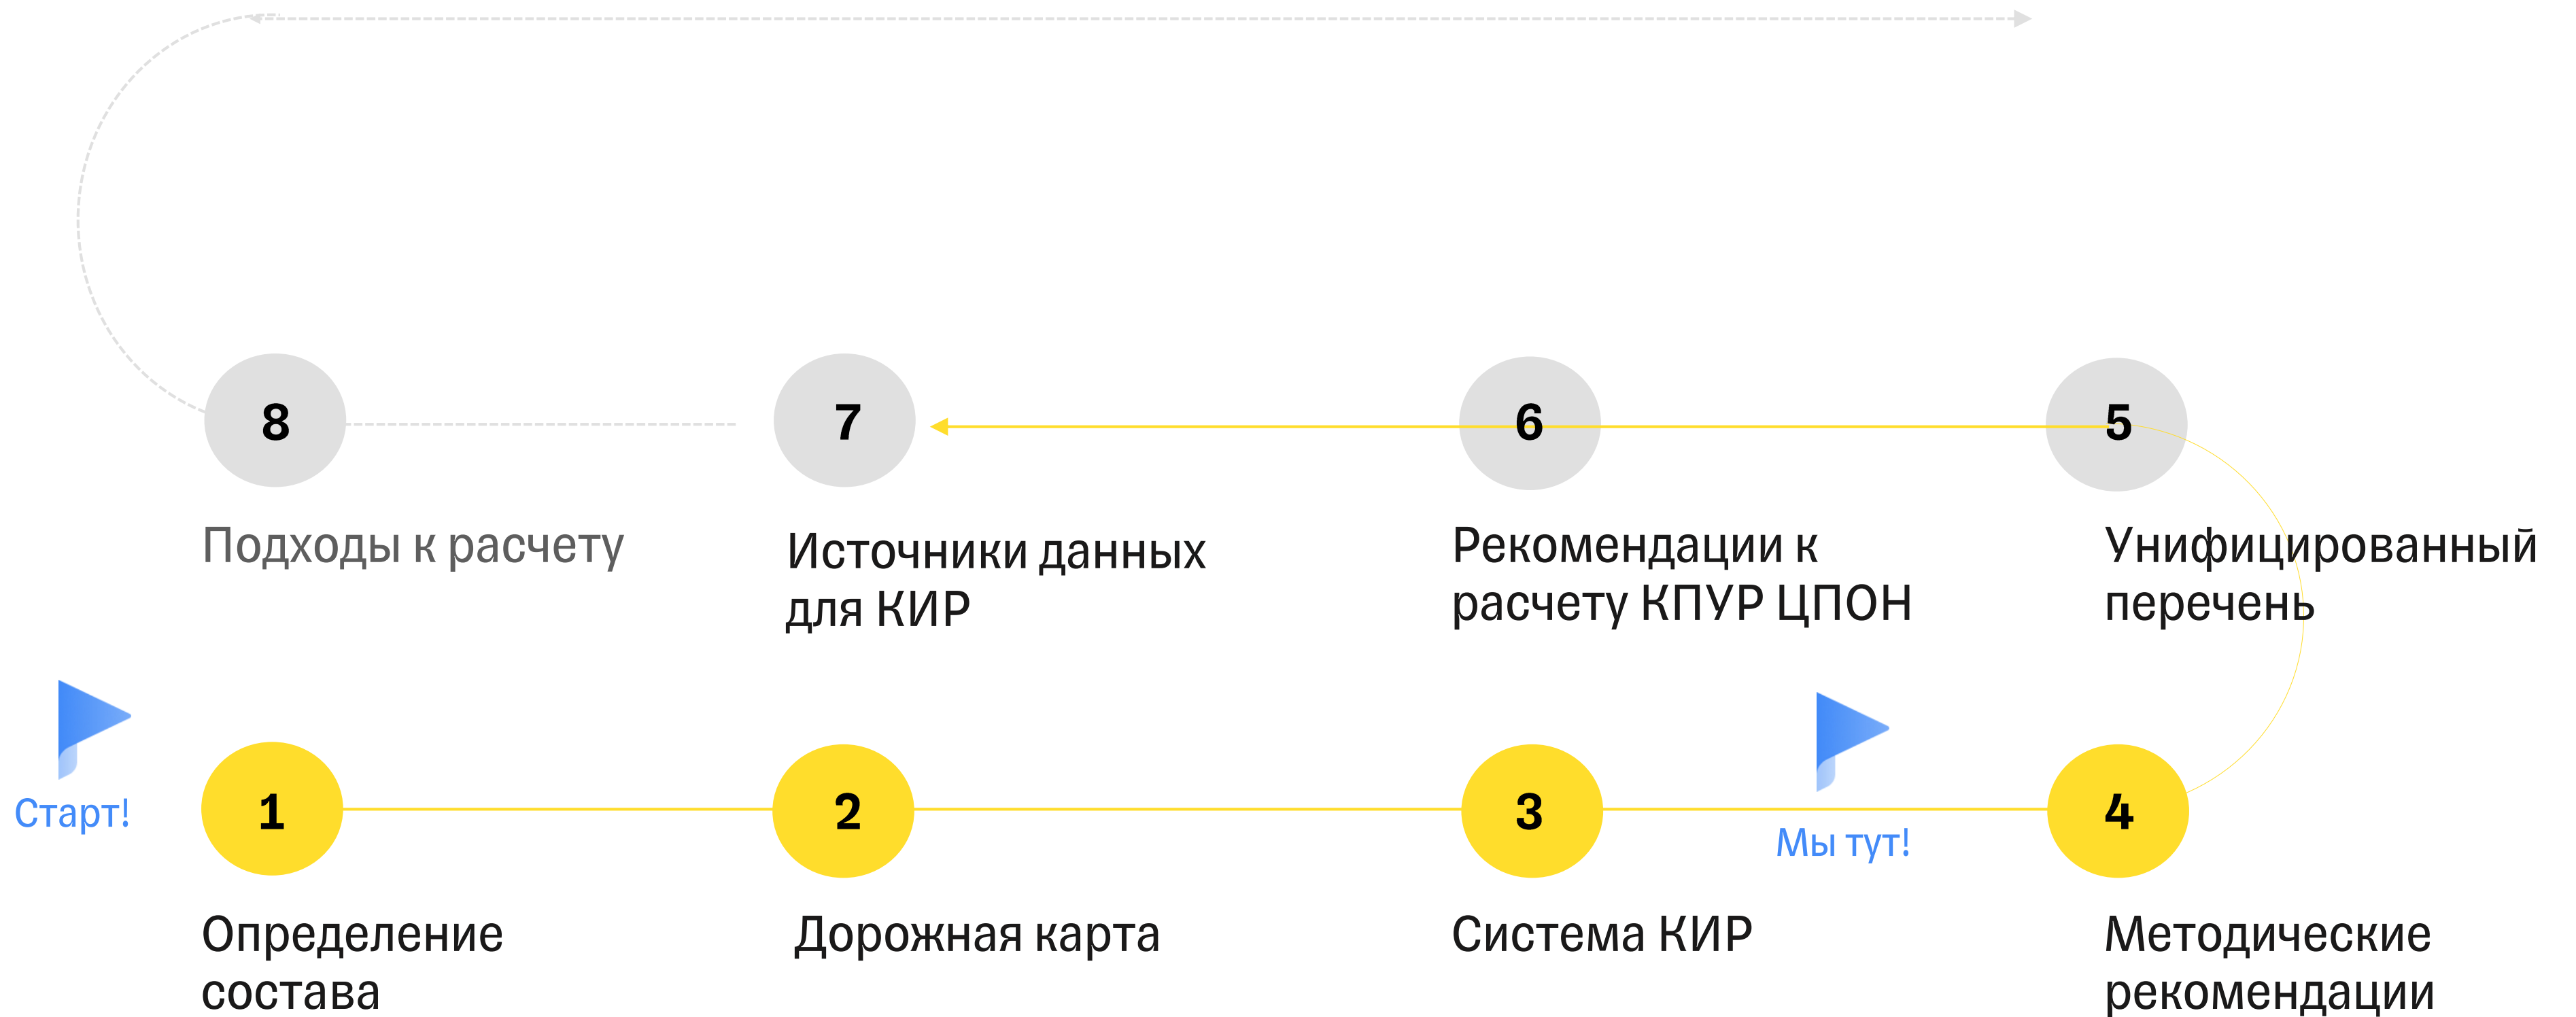 8
7
6
5
Подходы к расчету
Источники данных
для КИР
Рекомендации к
расчету КПУР ЦПОН
Унифицированный
перечень
Старт!
1
2
3
Мы тут!
4
Определение
состава
Дорожная карта
Система КИР
Методические
рекомендации